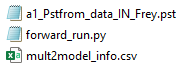 a1_Pstfrom_data_IN_Frey.pst
forward_run.py
mult2model_info.csv